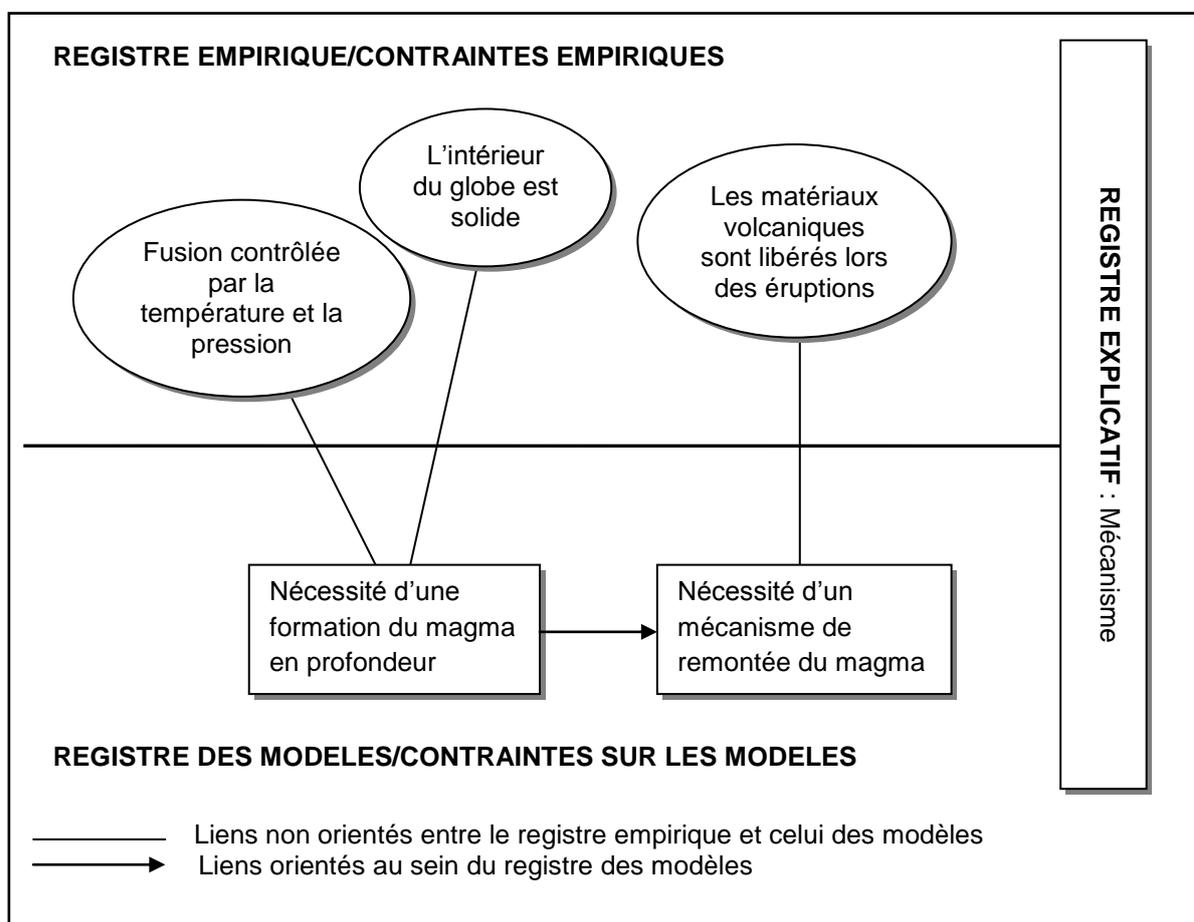 REGISTRE EMPIRIQUE/CONTRAINTES EMPIRIQUES
L'intérieur
du globe est
solide
Fusion contrôlée
par la
température et la
pression
Les matériaux
volcaniques
sont libérés lors
des éruptions
REGISTRE EXPLICATIF : Mécanisme
Nécessité d'une
formation du magma
en profondeur
Nécessité d'un
mécanisme de
remontée du magma
REGISTRE DES MODELES/CONTRAINTES SUR LES MODELES
Liens non orientés entre le registre empirique et celui des modèles
Liens orientés au sein du registre des modèles